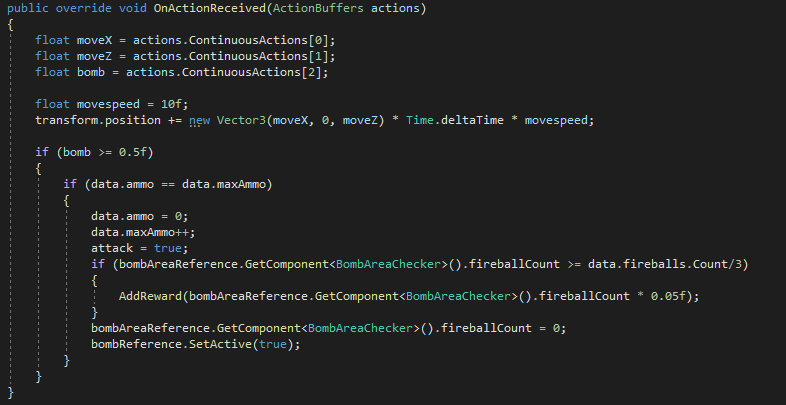 public override void OnActionReceived(ActionBuffers actions)
{
    float moveX = actions.ContinuousActions[0];
    float moveZ = actions.ContinuousActions[1];
    float bomb = actions.ContinuousActions[2];

    float movespeed = 10f;
    transform.position += new Vector3(moveX, 0, moveZ) * Time.deltaTime * movespeed;

    if (bomb >= 0.5f)
    {
        if (data.ammo == data.maxAmmo)
        {
            data.ammo = 0;
            data.maxAmmo++;
            attack = true;
            if (bombAreaReference.GetComponent<BombAreaChecker>().fireballCount >= data.fireballs.Count/3)
            {
                AddReward(bombAreaReference.GetComponent<BombAreaChecker>().fireballCount * 0.05f);
            }
            bombAreaReference.GetComponent<BombAreaChecker>().fireballCount = 0;
            bombReference.SetActive(true);
        }
    }
}